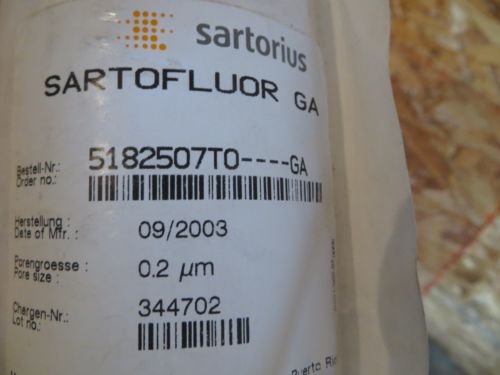 sartorius
SARTOFLUOR GA
Bestell-Nr.: 5182507T0----GA
Order no.:
Herstellung :
Date of Mfr. : 09/2003
Porengroesse : 0.2 µm
Pore size :
Chargen-Nr.: 344702
Lot no.:
Puerto